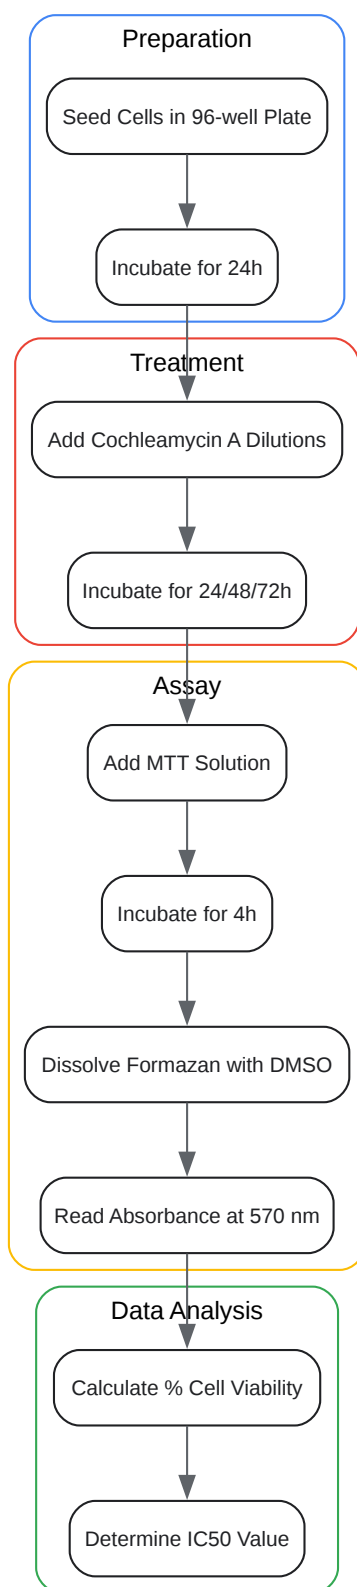 Preparation
Seed Cells in 96-well Plate
Incubate for 24h
Treatment
Add Cochleamycin A Dilutions
Incubate for 24/48/72h
Assay
Add MTT Solution
Incubate for 4h
Dissolve Formazan with DMSO
Read Absorbance at 570 nm
Data Analysis
Calculate % Cell Viability
Determine IC50 Value